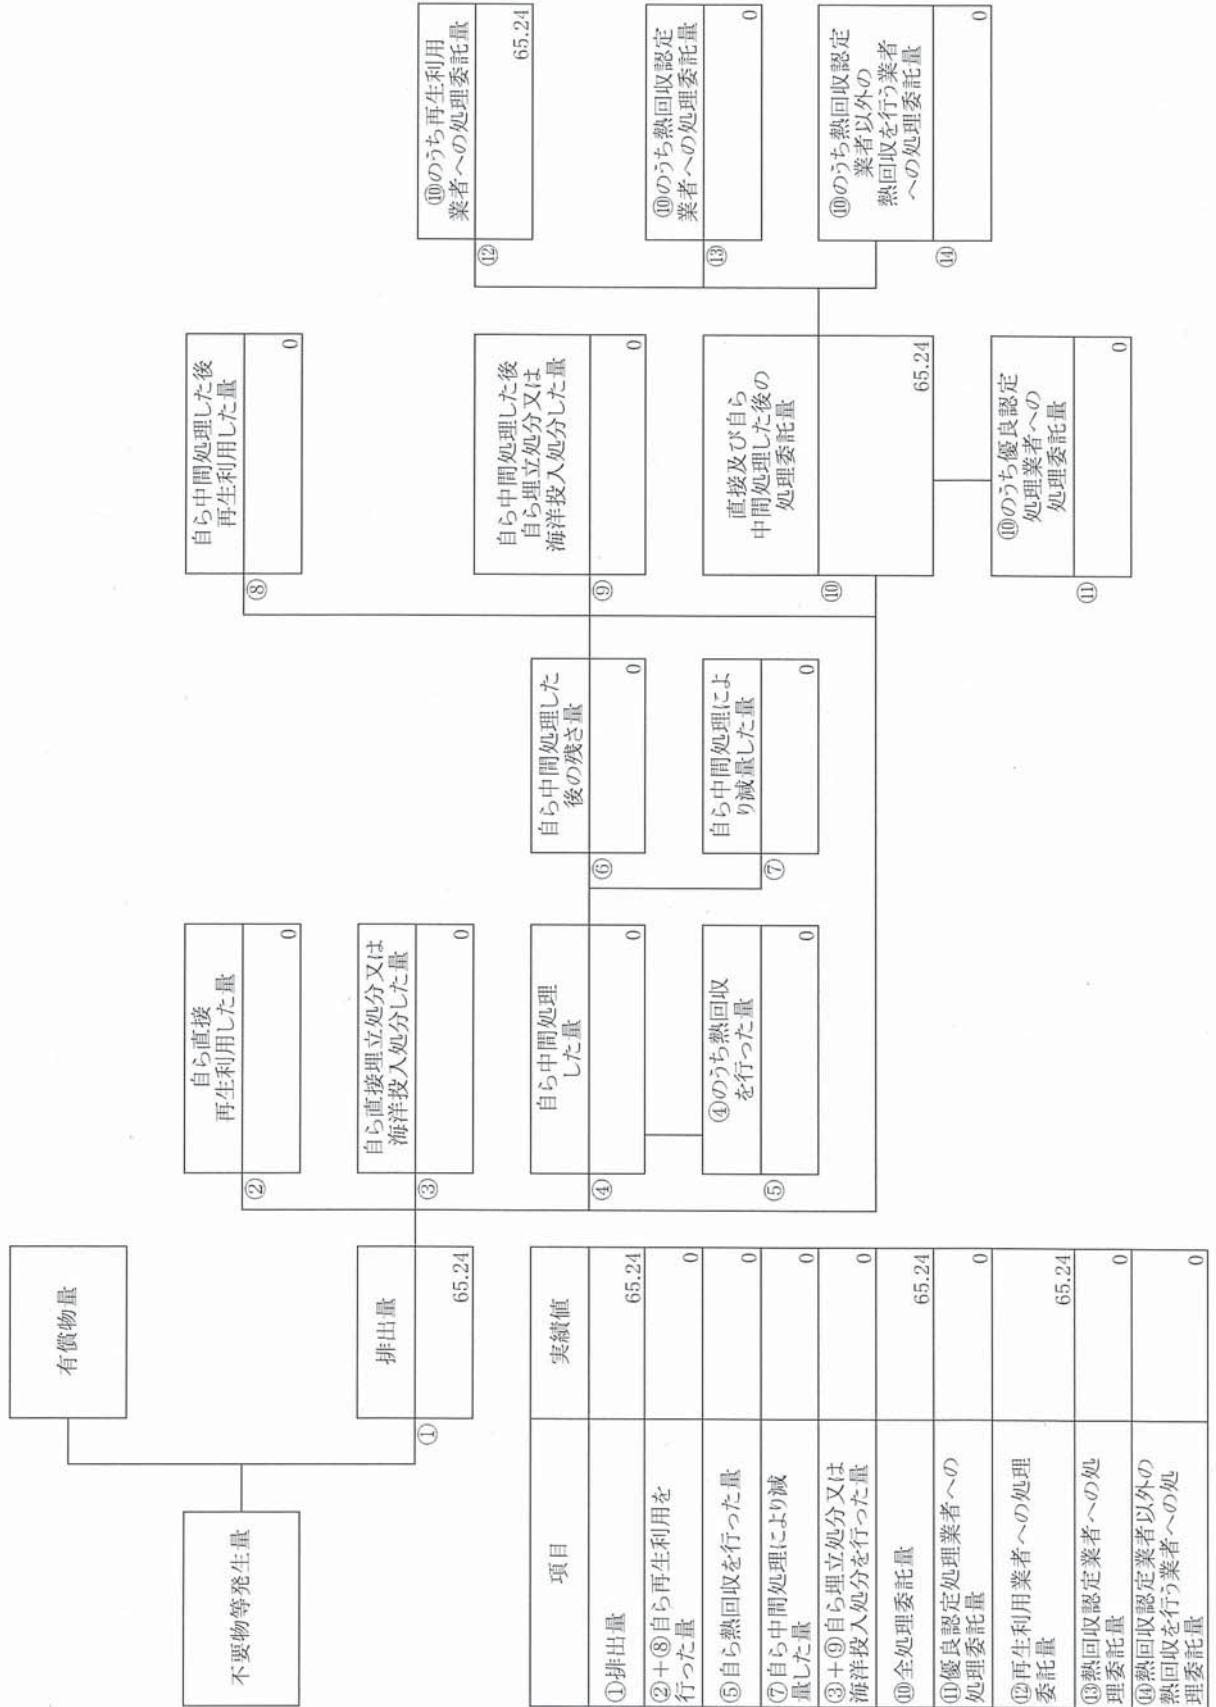 不要物等発生量
有償物量
①
排出量
65.24
②
自ら直接
再生利用した量
0
③
自ら直接埋立処分又は
海洋投入処分した量
0
④
自ら中間処理
した量
0
⑤
④のうち熱回収
を行った量
0
⑥
自ら中間処理した
後の残さ量
0
⑦
自ら中間処理によ
り減量した量
0
⑧
自ら中間処理した後
再生利用した量
0
⑨
自ら中間処理した後
自ら埋立処分又は
海洋投入処分した量
0
⑩
直接及び自ら
中間処理した後の
処理委託量
65.24
⑪
⑩のうち優良認定
処理業者への
処理委託量
0
⑫
⑩のうち再生利用
業者への処理委託量
65.24
⑬
⑩のうち熱回収認定
業者への処理委託量
0
⑭
⑩のうち熱回収認定
業者以外の
熱回収を行う業者
への処理委託量
0
項目 実績値
①排出量 65.24
②+⑧自ら再生利用を
行った量 0
⑤自ら熱回収を行った量 0
⑦自ら中間処理により減
量した量 0
③+⑨自ら埋立処分又は
海洋投入処分を行った量 0
⑩全処理委託量 65.24
⑪優良認定処理業者への
処理委託量 0
⑫再生利用業者への処理
委託量 65.24
⑬熱回収認定業者への処
理委託量 0
⑭熱回収認定業者以外の
熱回収を行う業者への処
理委託量 0